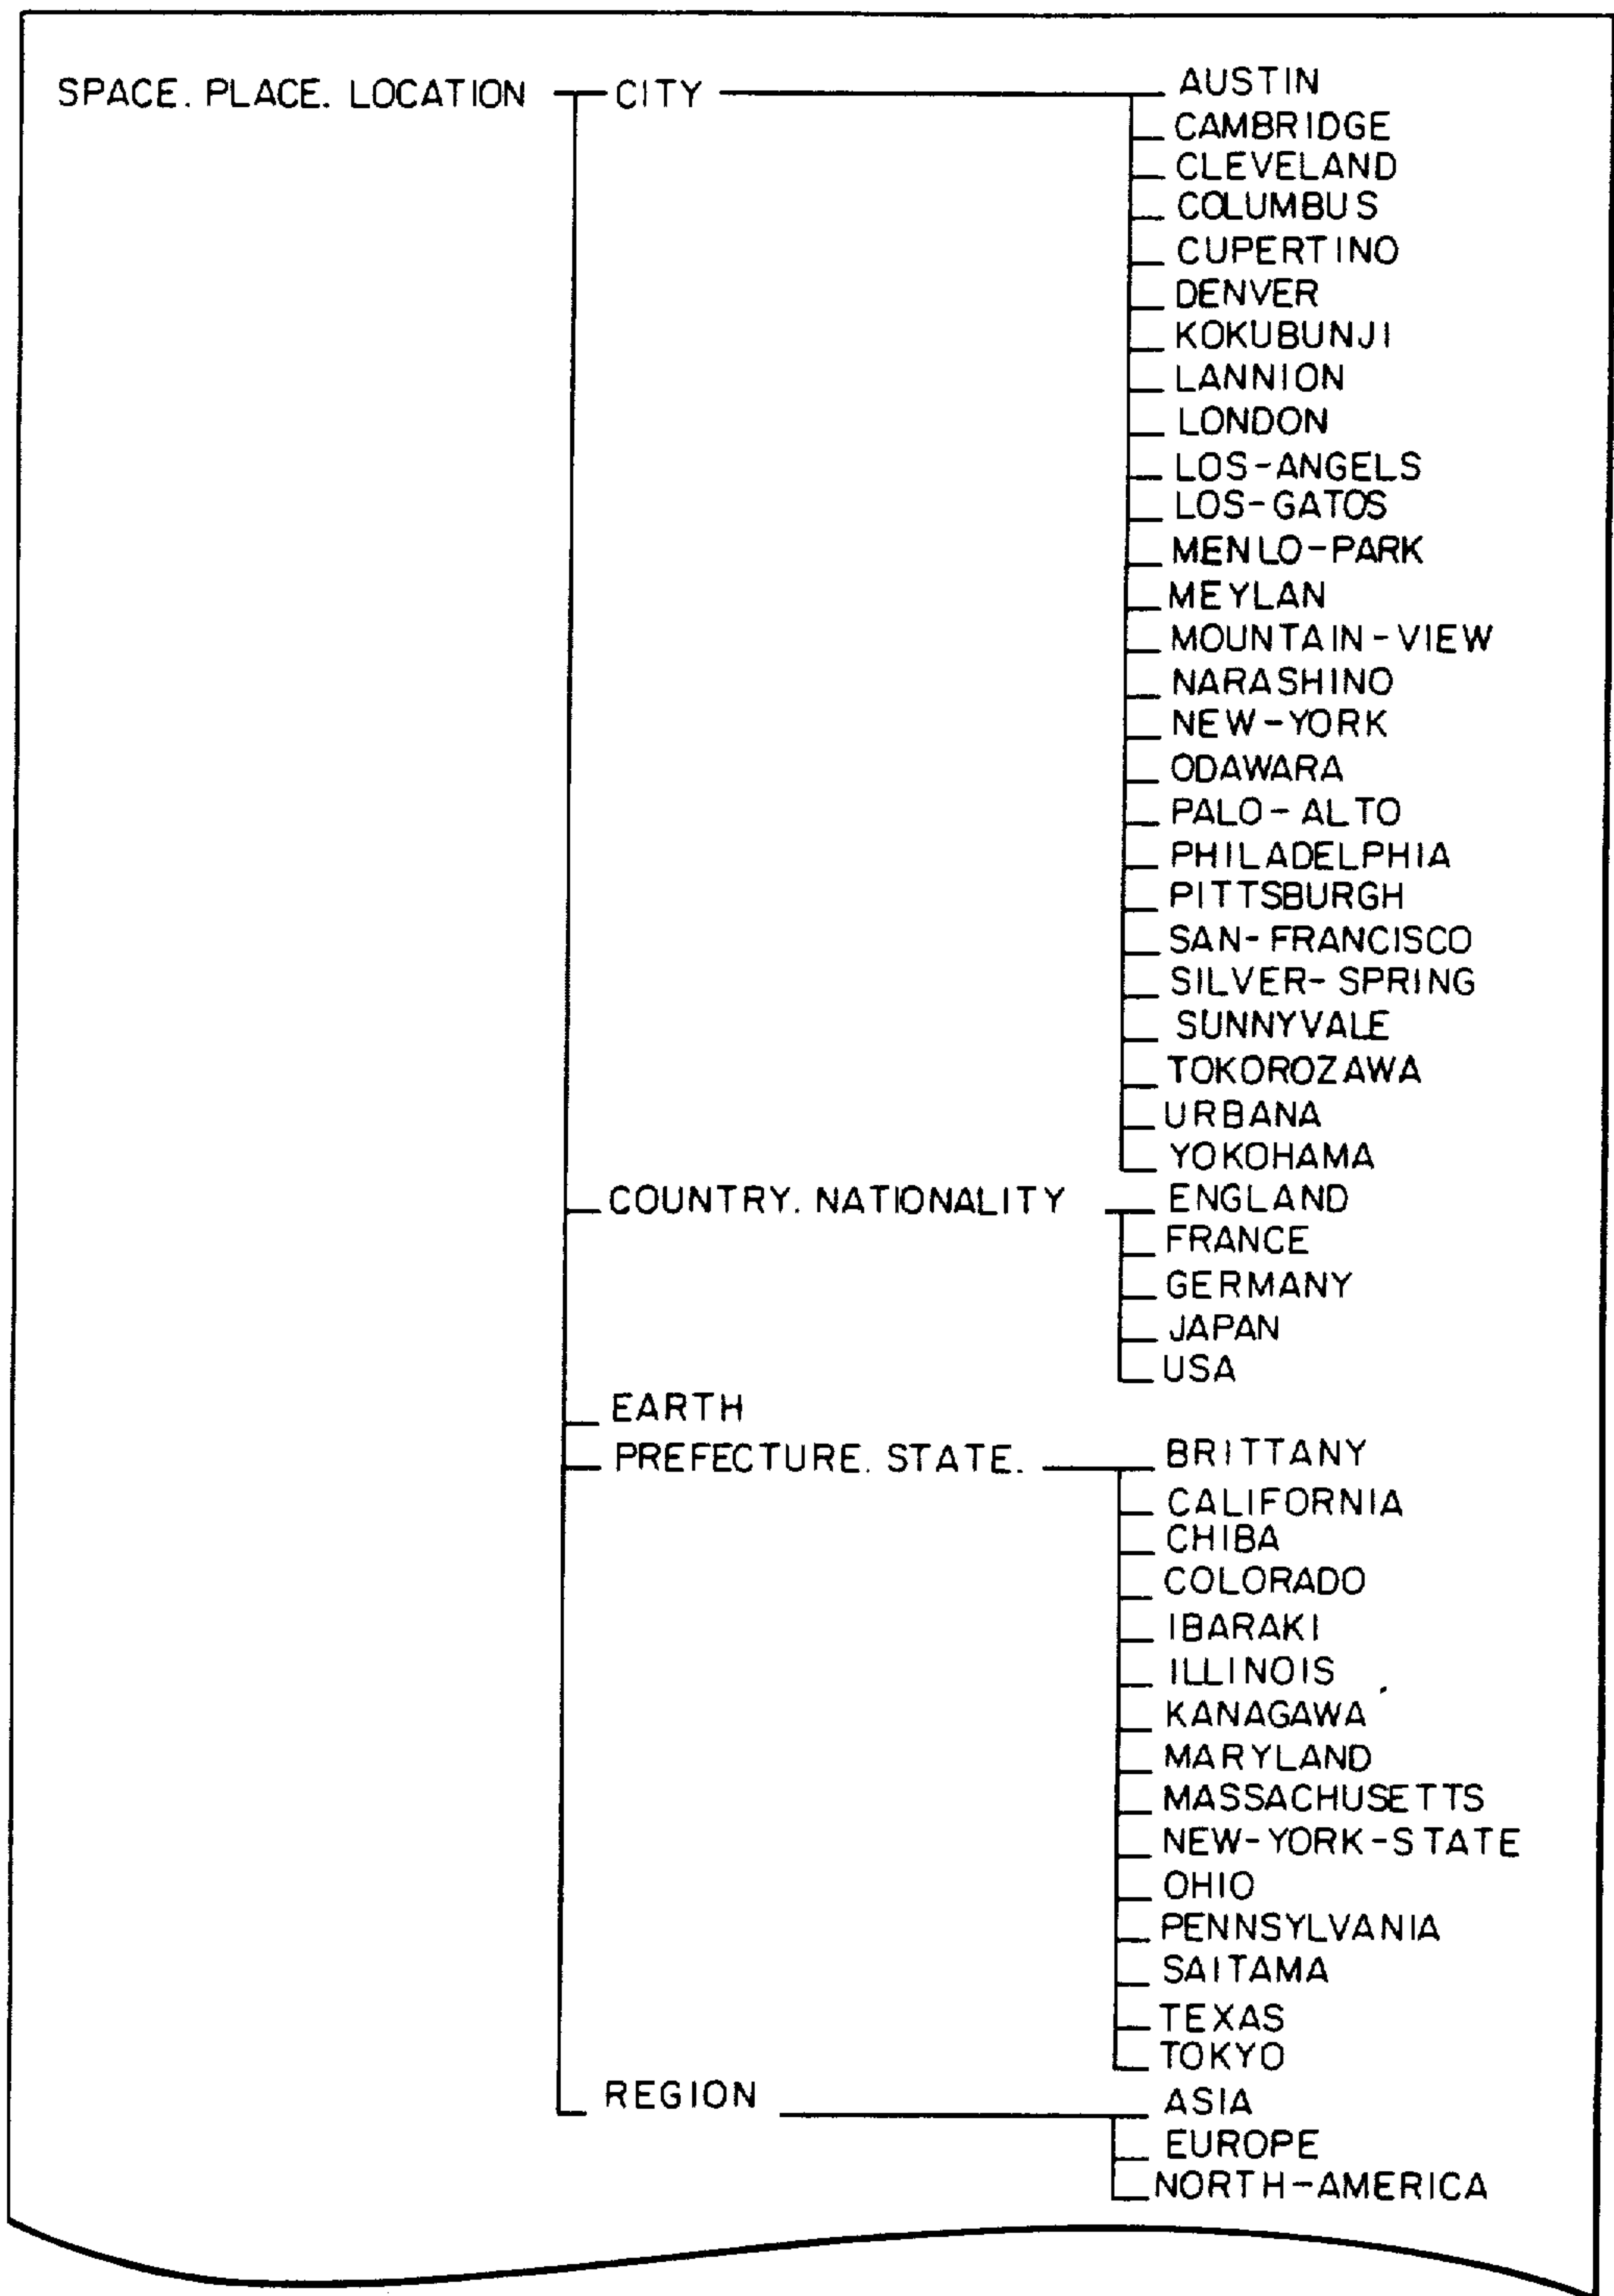 SPACE. PLACE. LOCATION CITY AUSTIN
CAMBRIDGE
CLEVELAND
COLUMBUS
CUPERTINO
DENVER
KOKUBUNJI
LANNION
LONDON
LOS-ANGELS
LOS-GATOS
MENLO-PARK
MEYLAN
MOUNTAIN-VIEW
NARASHINO
NEW-YORK
ODAWARA
PALO-ALTO
PHILADELPHIA
PITTSBURGH
SAN-FRANCISCO
SILVER-SPRING
SUNNYVALE
TOKOROZAWA
URBANA
YOKOHAMA
COUNTRY. NATIONALITY ENGLAND
FRANCE
GERMANY
JAPAN
USA
EARTH
PREFECTURE. STATE. BRITTANY
CALIFORNIA
CHIBA
COLORADO
IBARAKI
ILLINOIS
KANAGAWA
MARYLAND
MASSACHUSETTS
NEW-YORK-STATE
OHIO
PENNSYLVANIA
SAITAMA
TEXAS
TOKYO
REGION ASIA
EUROPE
NORTH-AMERICA